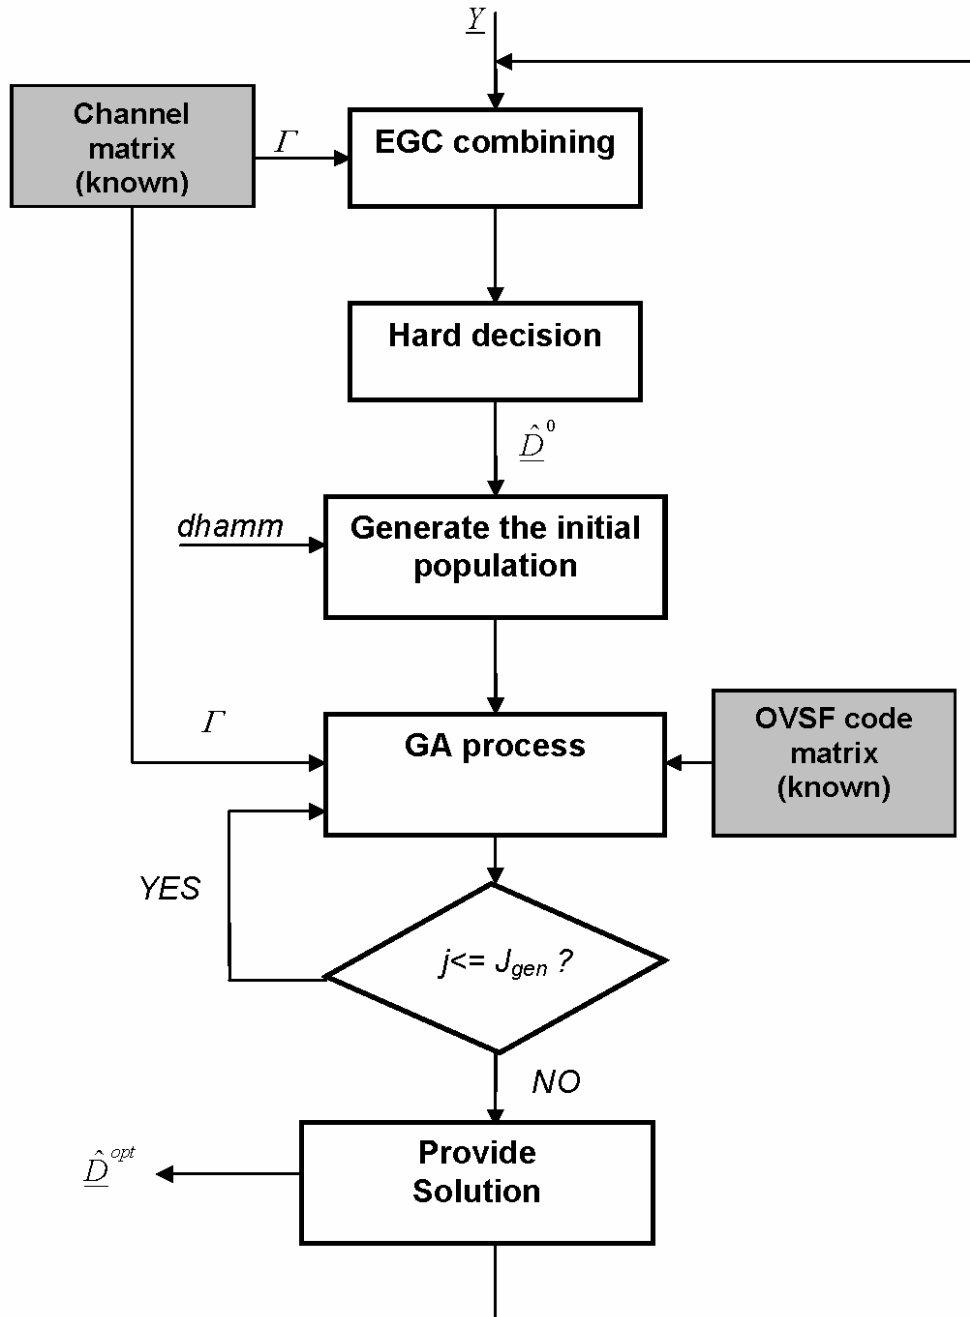 Y
Channel
matrix
(known)
Γ
EGC combining
Hard decision
D̂⁰
dhamm
Generate the initial
population
Γ
GA process
OVSF code
matrix
(known)
YES
j<= J_gen ?
NO
Provide
Solution
D̂^opt